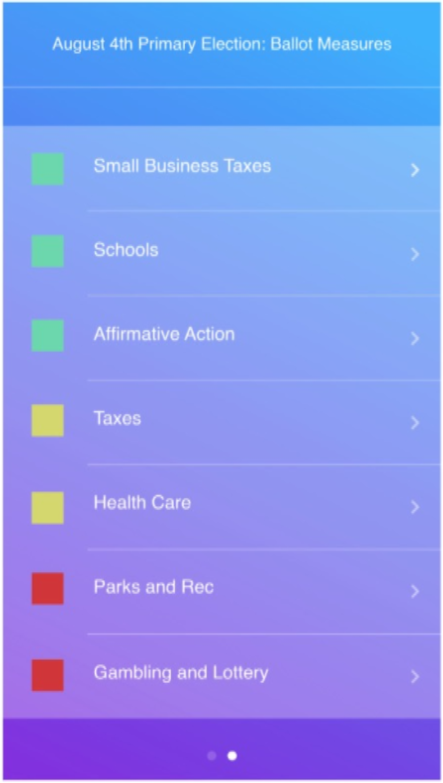 August 4th Primary Election: Ballot Measures
Small Business Taxes
Schools
Affirmative Action
Taxes
Health Care
Parks and Rec
Gambling and Lottery